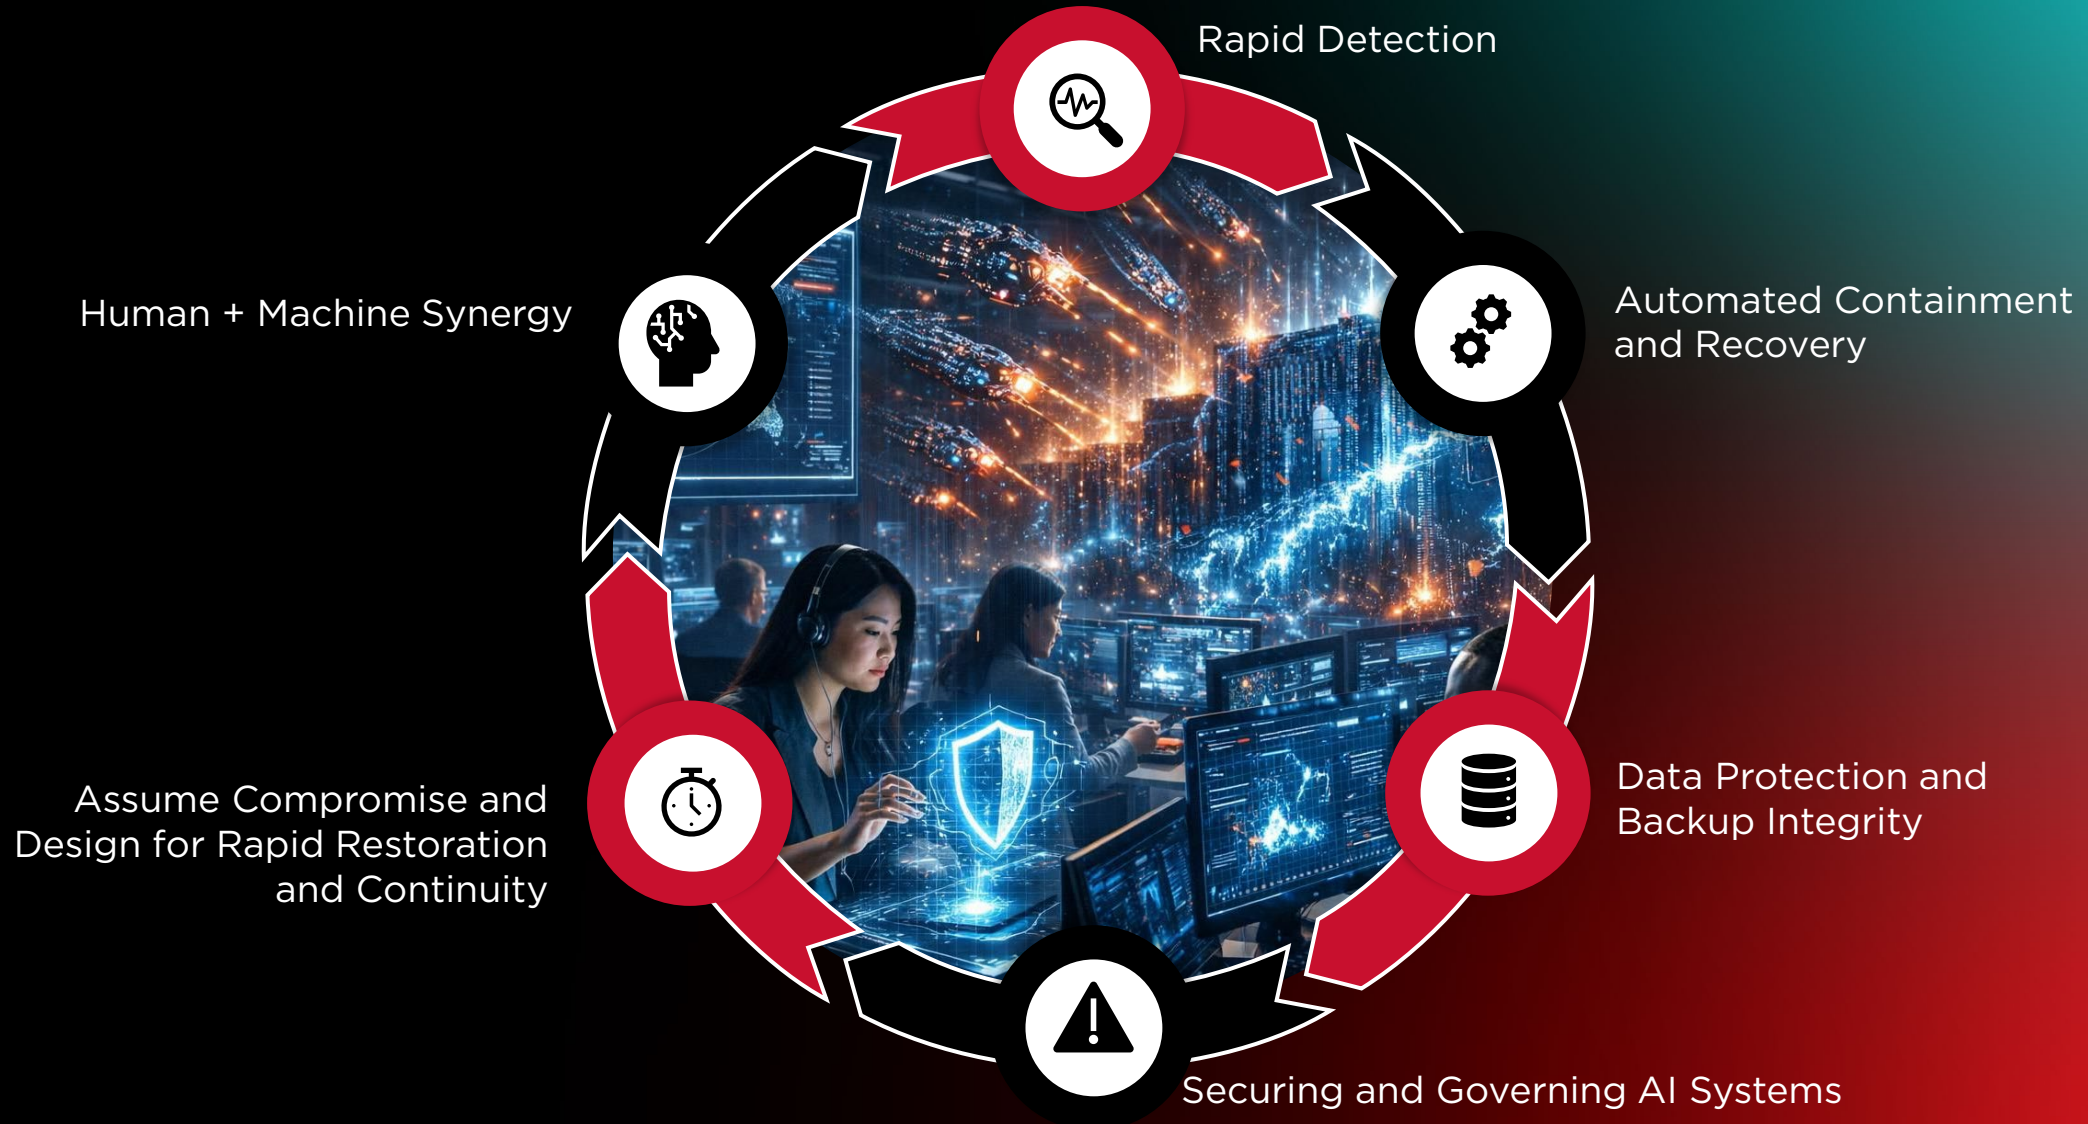 Rapid Detection
Automated Containment
and Recovery
Data Protection and
Backup Integrity
Securing and Governing AI Systems
Assume Compromise and
Design for Rapid Restoration
and Continuity
Human + Machine Synergy